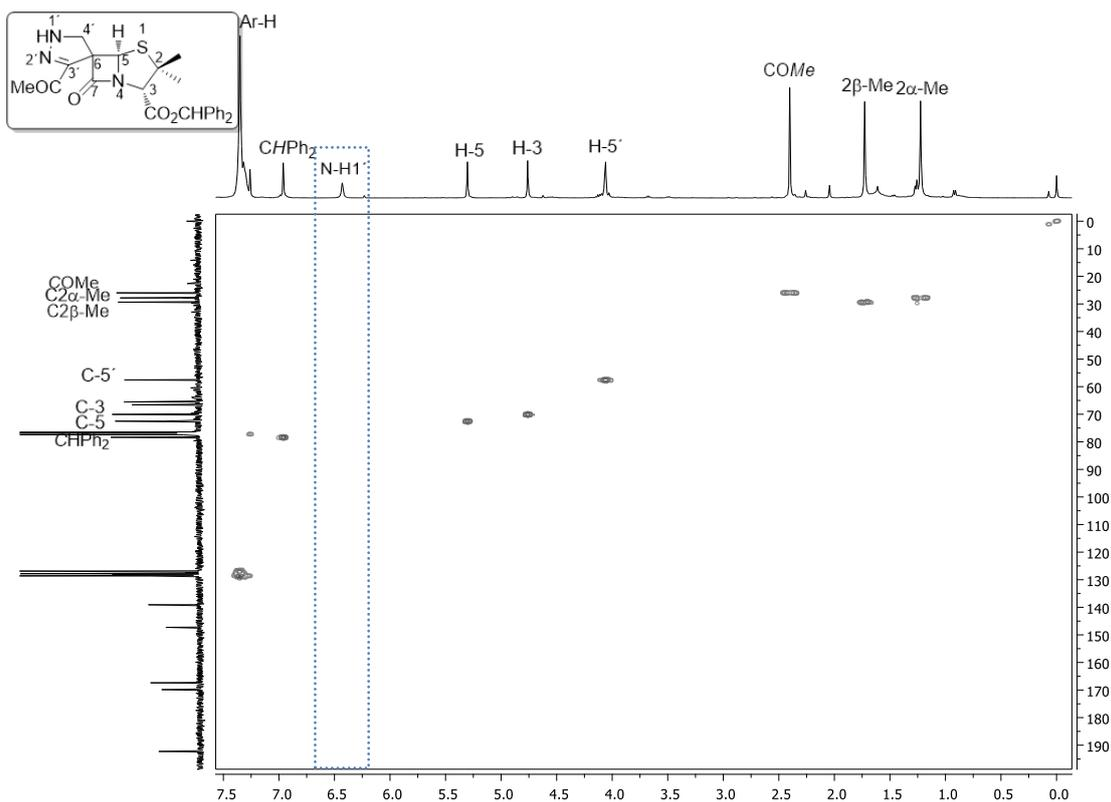 1´
HN
4´
H
1
S
2´
N
3´
6
5
2
MeOC
O
7
N
4
3
CO₂CHPh₂
Ar-H
CHPh₂
N-H1´
H-5
H-3
H-5´
COMe
2β-Me
2α-Me
COMe
C2α-Me
C2β-Me
C-5´
C-3
C-5
CHPh₂
0
10
20
30
40
50
60
70
80
90
100
110
120
130
140
150
160
170
180
190
7.5 7.0 6.5 6.0 5.5 5.0 4.5 4.0 3.5 3.0 2.5 2.0 1.5 1.0 0.5 0.0